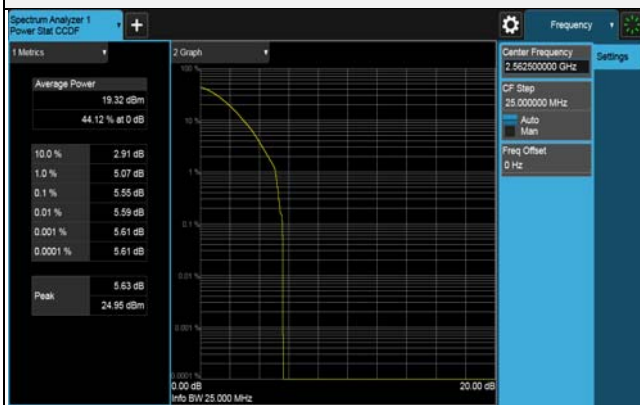 Spectrum Analyzer 1
Power Stat CCDF
+
Frequency
1 Metrics
2 Graph
Average Power
19.32 dBm
44.12 % at 0 dB
10.0 % 2.91 dB
1.0 % 5.07 dB
0.1 % 5.55 dB
0.01 % 5.59 dB
0.001 % 5.61 dB
0.0001 % 5.61 dB
Peak
5.63 dB
24.95 dBm
100 %
10 %
1 %
0.1 %
0.01 %
0.001 %
0.0001 %
0.00 dB
20.00 dB
Info BW 25.000 MHz
Center Frequency
2.562500000 GHz
CF Step
25.000000 MHz
Auto
Man
Freq Offset
0 Hz
Settings